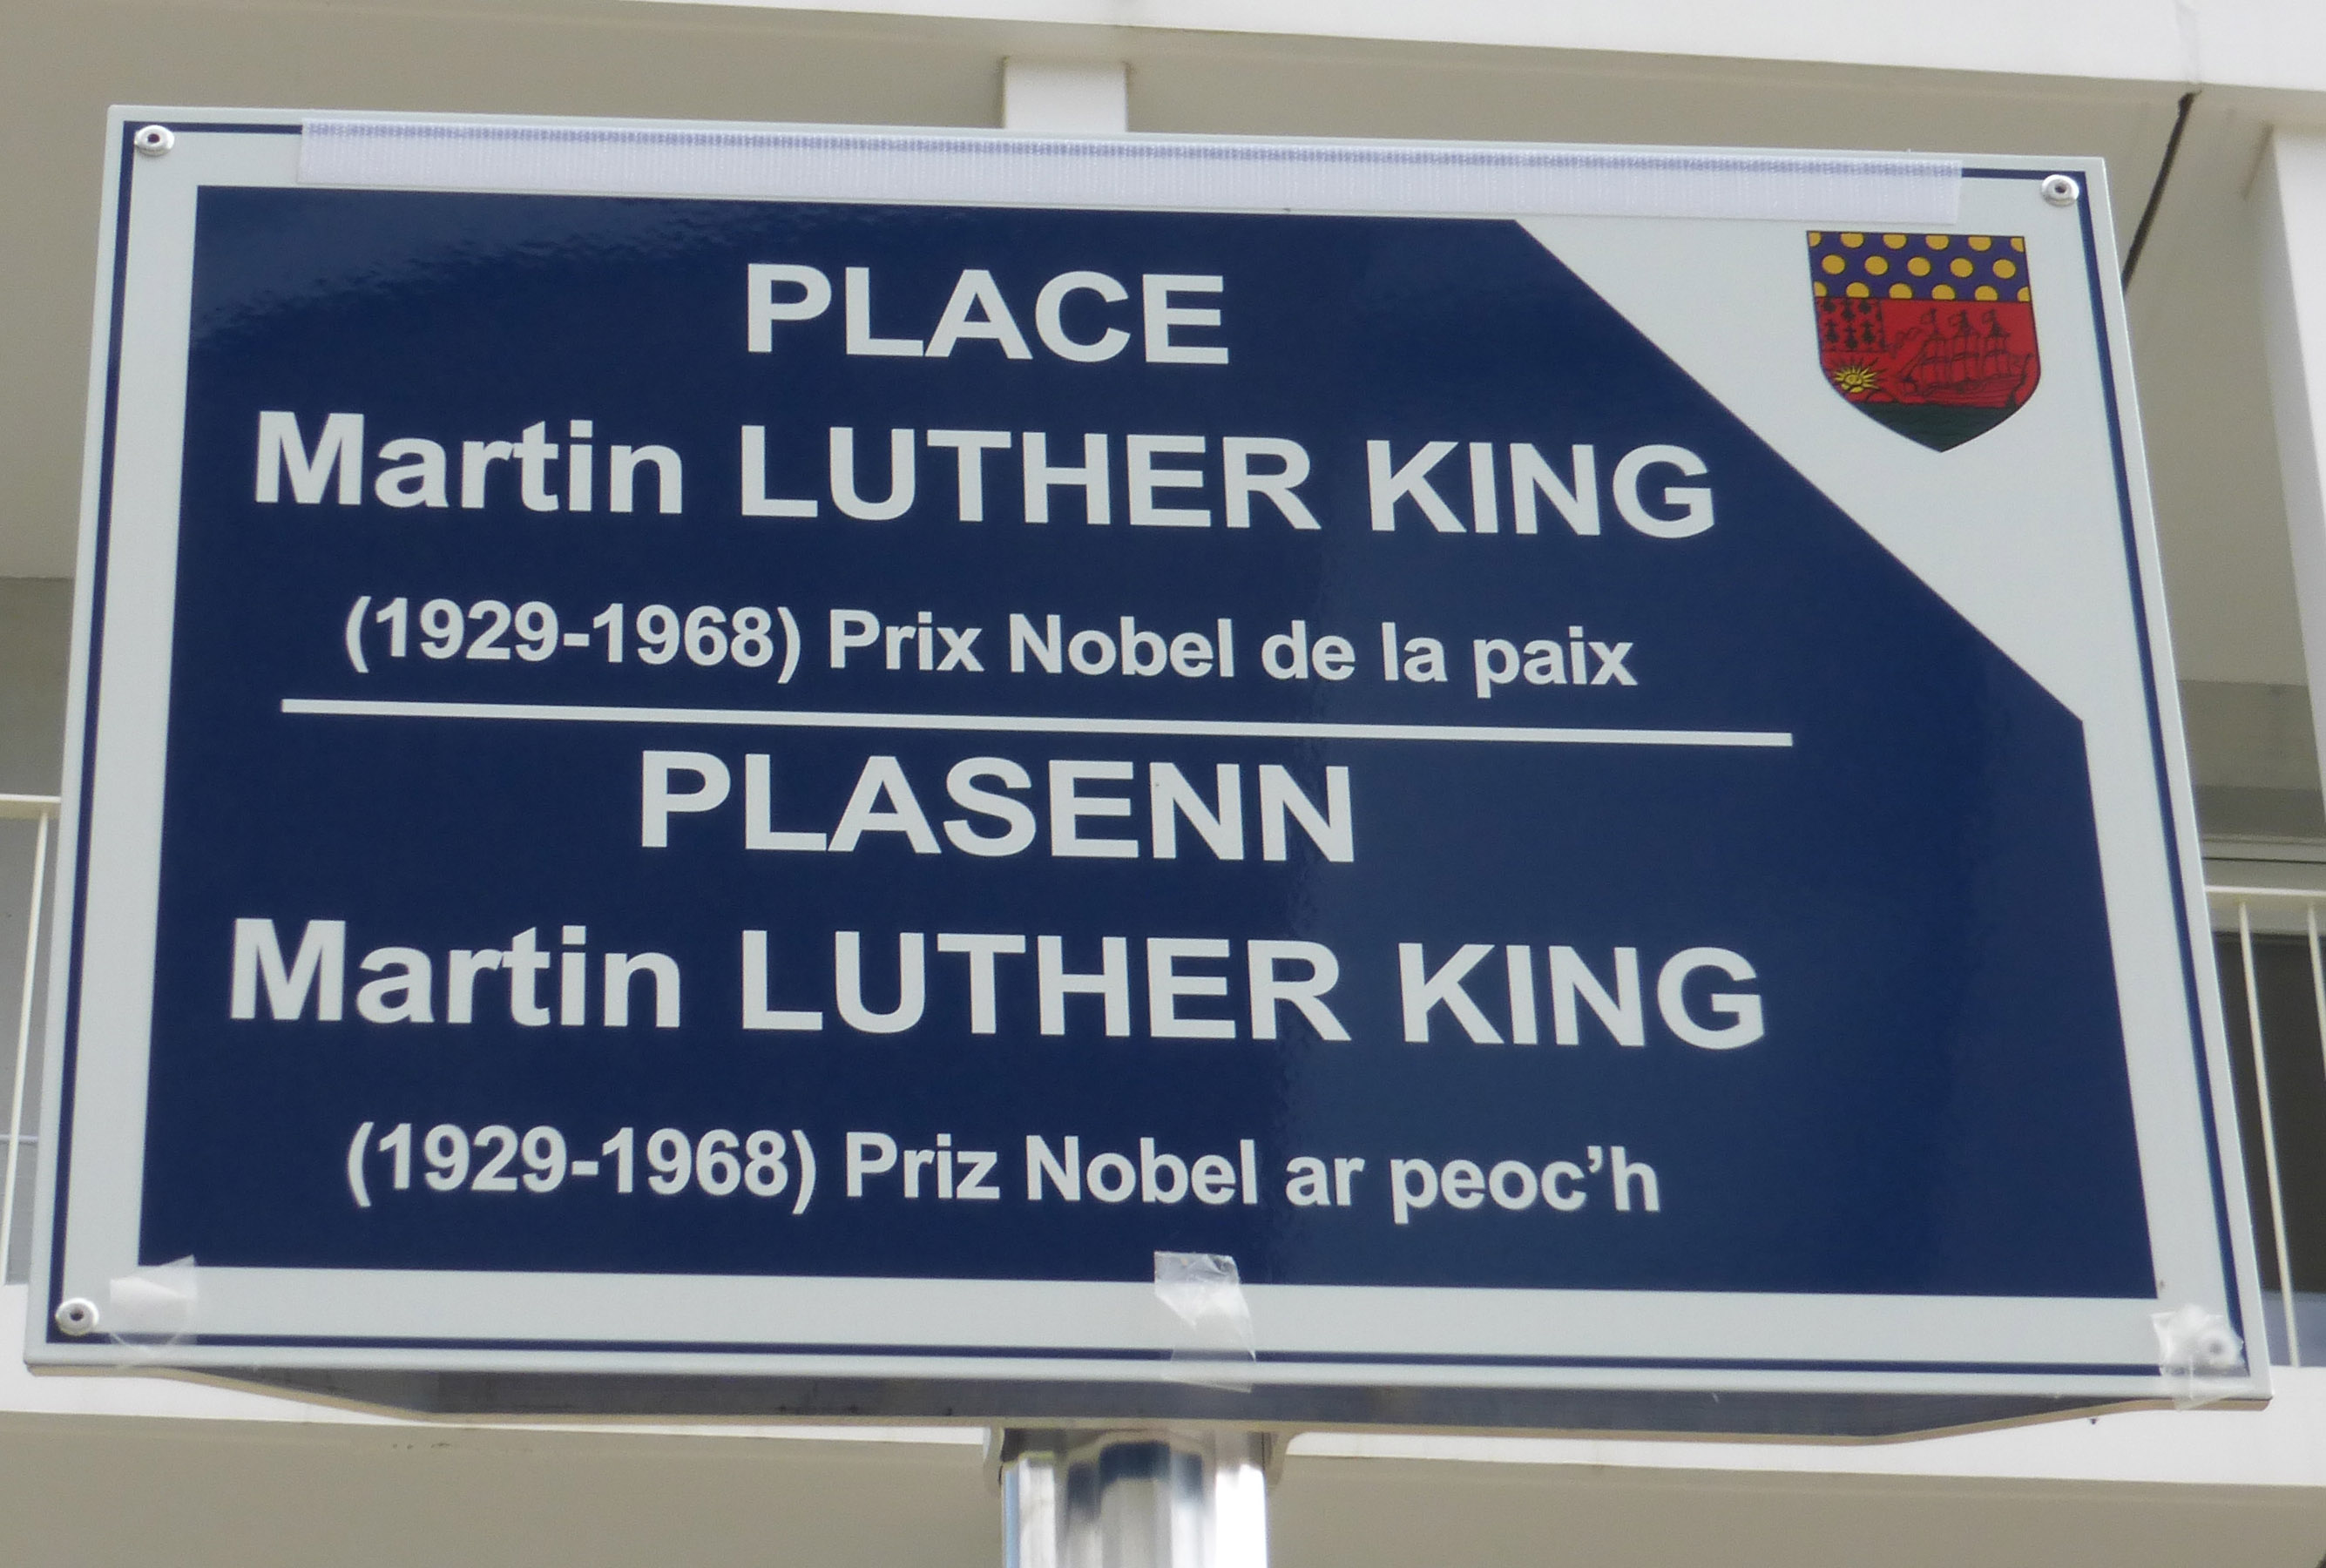 PLACE
Martin LUTHER KING
(1929-1968) Prix Nobel de la paix
PLASENN
Martin LUTHER KING
(1929-1968) Priz Nobel ar peoc’h